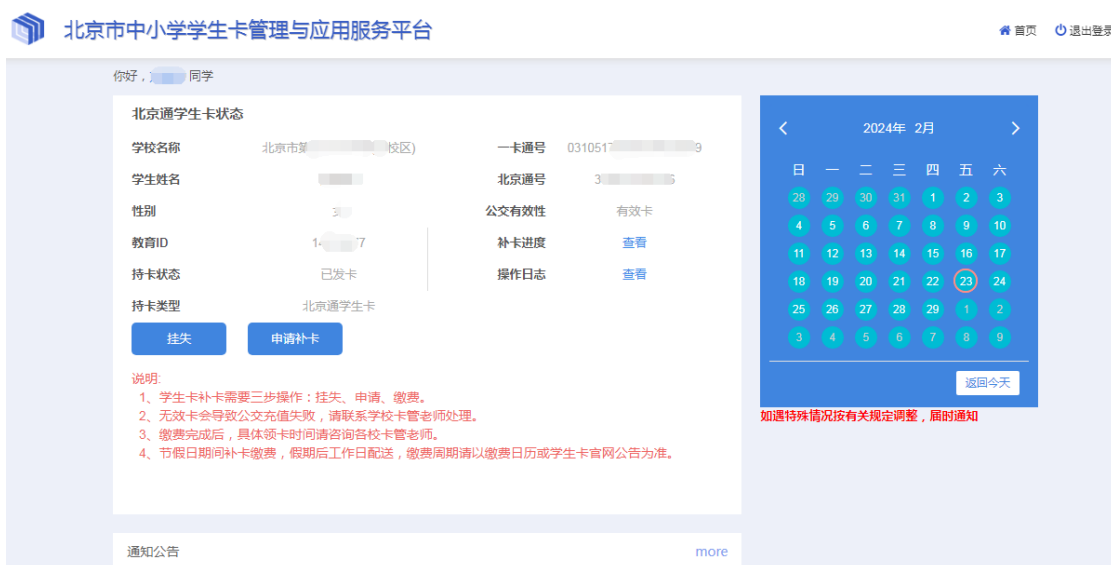 北京市中小学学生卡管理与应用服务平台
首页 退出登录
你好， 同学
北京通学生卡状态
学校名称 北京市第 校区) 一卡通号 0310517 9
学生姓名 北京通号 3 6
性别 公交有效性 有效卡
教育ID 14 77 补卡进度 查看
持卡状态 已发卡 操作日志 查看
持卡类型 北京通学生卡
挂失 申请补卡
说明:
1、学生卡补卡需要三步操作：挂失、申请、缴费。
2、无效卡会导致公交充值失败，请联系学校卡管老师处理。
3、缴费完成后，具体领卡时间请咨询各校卡管老师。
4、节假日期间补卡缴费，假期后工作日配送，缴费周期请以缴费日历或学生卡官网公告为准。
2024年 2月
日 一 二 三 四 五 六
28 29 30 31 1 2 3
4 5 6 7 8 9 10
11 12 13 14 15 16 17
18 19 20 21 22 23 24
25 26 27 28 29 1 2
3 4 5 6 7 8 9
返回今天
如遇特殊情况按有关规定调整，届时通知
通知公告 more